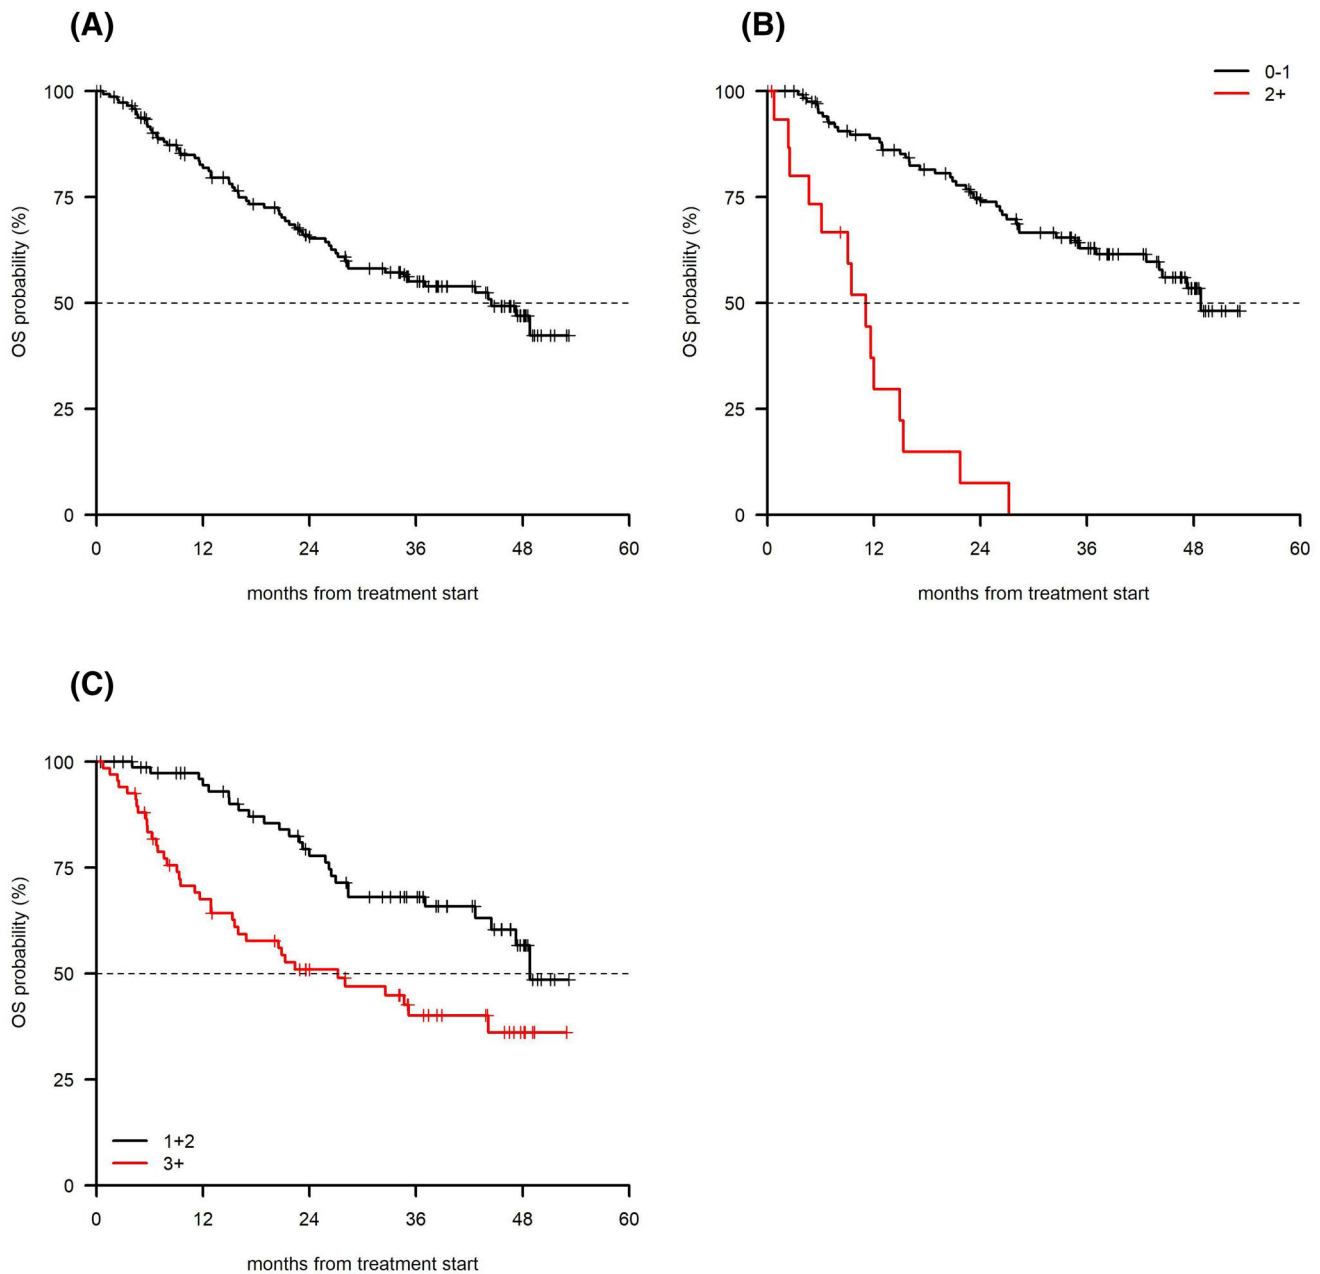 (A)
100
75
50
25
0
0 12 24 36 48 60
OS probability (%)
months from treatment start
(B)
0-1
2+
100
75
50
25
0
0 12 24 36 48 60
OS probability (%)
months from treatment start
(C)
100
75
50
25
0
1+2
3+
0 12 24 36 48 60
OS probability (%)
months from treatment start